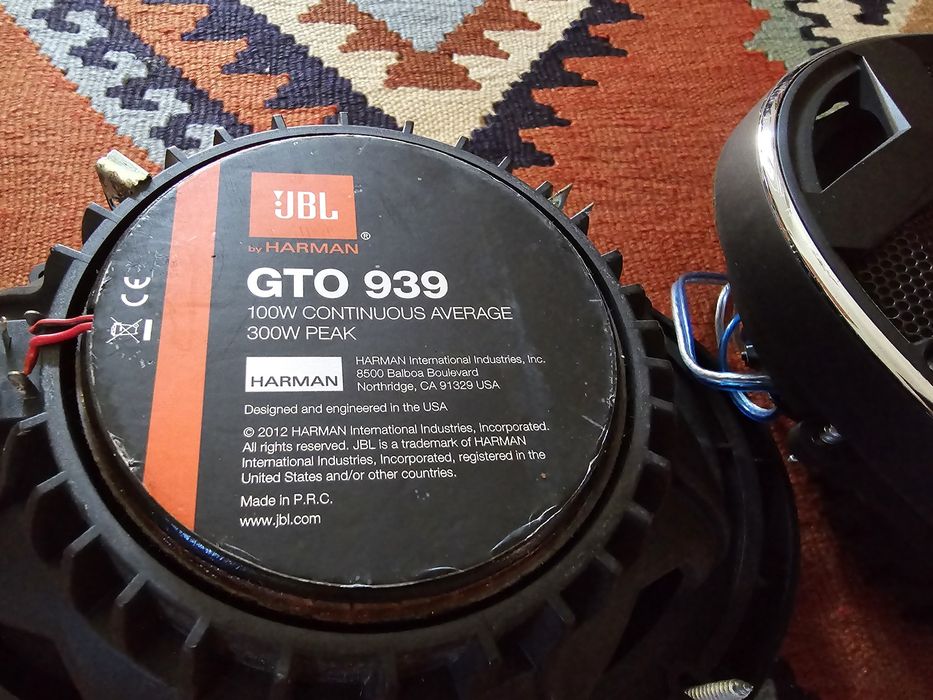 JBL®
by HARMAN
GTO 939
100W CONTINUOUS AVERAGE
300W PEAK
HARMAN
HARMAN International Industries, Inc.
8500 Balboa Boulevard
Northridge, CA 91329 USA
Designed and engineered in the USA
© 2012 HARMAN International Industries, Incorporated.
All rights reserved. JBL is a trademark of HARMAN
International Industries, Incorporated, registered in the
United States and/or other countries.
Made in P.R.C.
www.jbl.com
CE